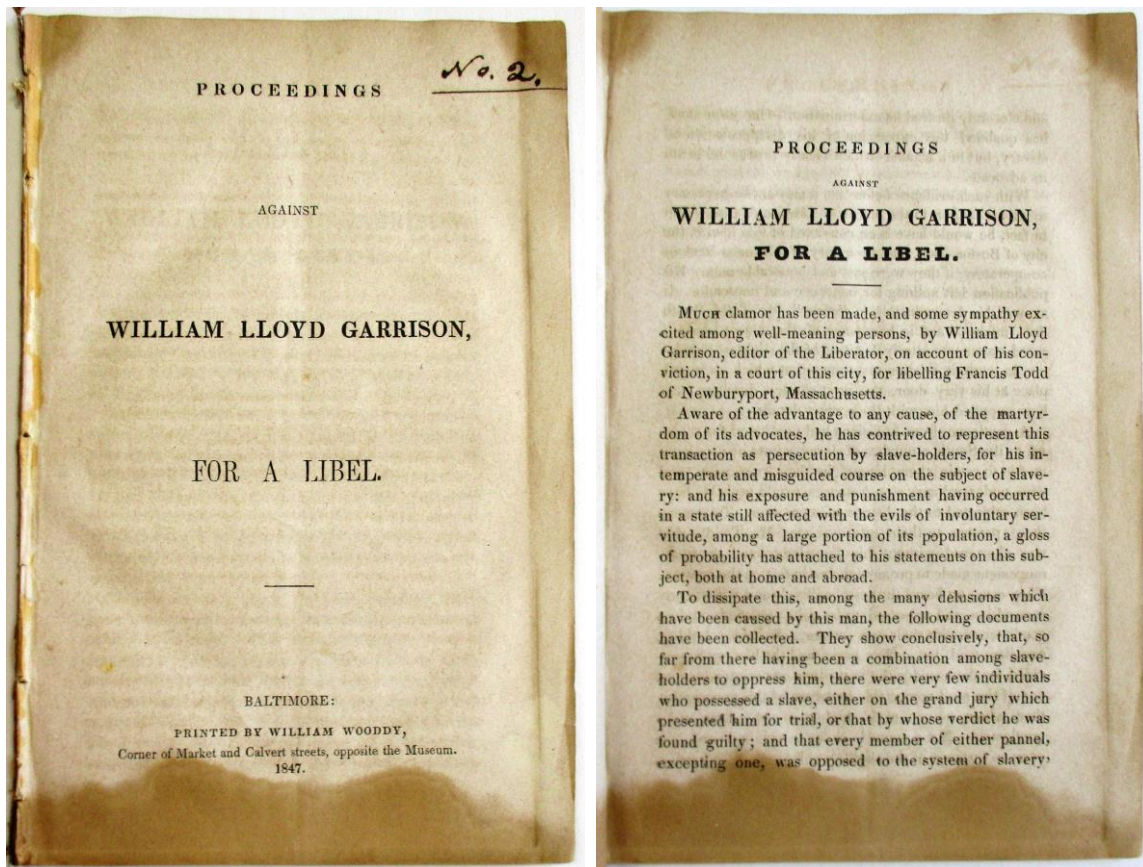 No. 2.
PROCEEDINGS
AGAINST
WILLIAM LLOYD GARRISON,
FOR A LIBEL.
BALTIMORE:
PRINTED BY WILLIAM WOODDY,
Corner of Market and Calvert streets, opposite the Museum.
1847.
PROCEEDINGS
AGAINST
WILLIAM LLOYD GARRISON,
FOR A LIBEL.
MUCH clamor has been made, and some sympathy ex-
cited among well-meaning persons, by William Lloyd
Garrison, editor of the Liberator, on account of his con-
viction, in a court of this city, for libelling Francis Todd
of Newburyport, Massachusetts.
Aware of the advantage to any cause, of the martyr-
dom of its advocates, he has contrived to represent this
transaction as persecution by slave-holders, for his in-
temperate and misguided course on the subject of slave-
ry: and his exposure and punishment having occurred
in a state still affected with the evils of involuntary ser-
vitude, among a large portion of its population, a gloss
of probability has attached to his statements on this sub-
ject, both at home and abroad.
To dissipate this, among the many delusions which
have been caused by this man, the following documents
have been collected. They show conclusively, that, so
far from there having been a combination among slave-
holders to oppress him, there were very few individuals
who possessed a slave, either on the grand jury which
presented him for trial, or that by whose verdict he was
found guilty; and that every member of either pannel,
excepting one, was opposed to the system of slavery,